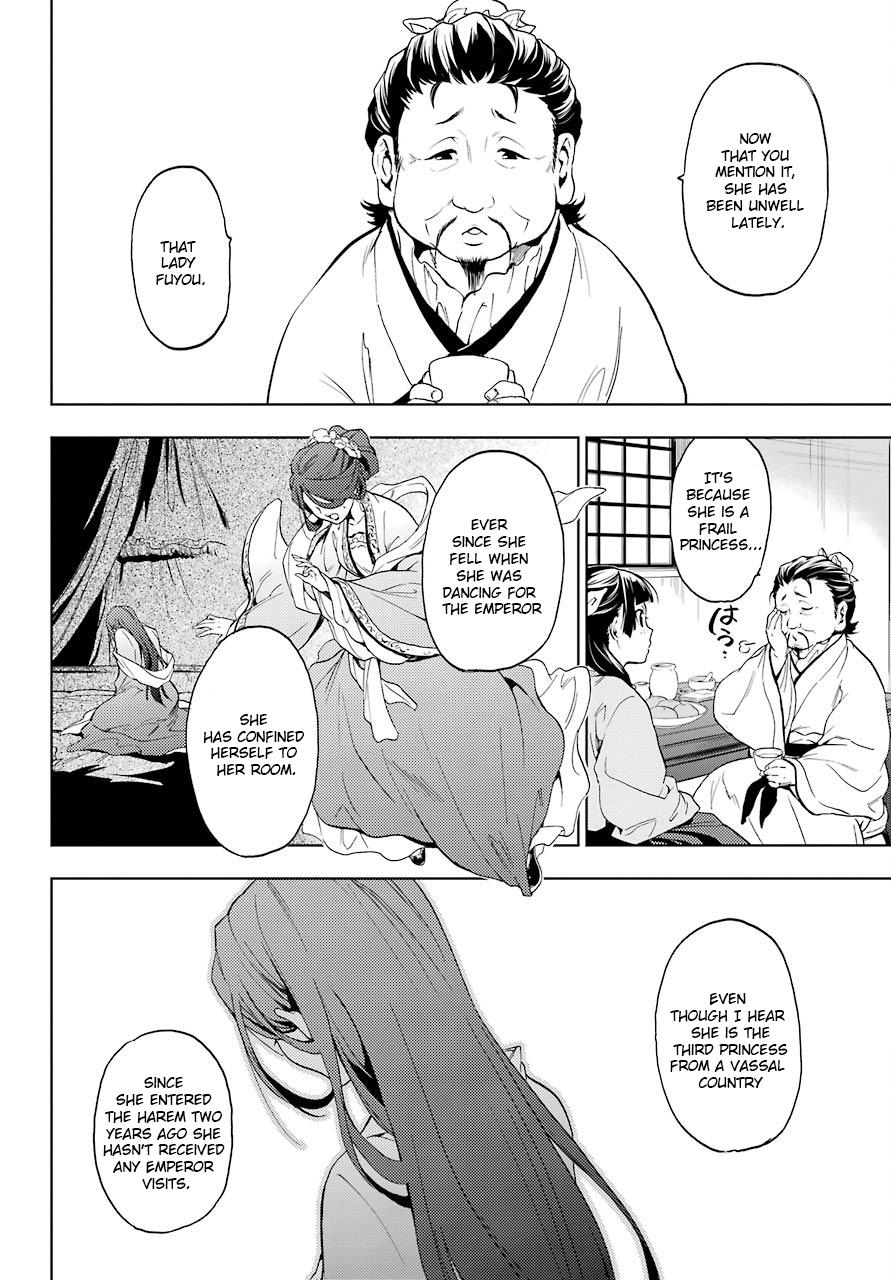 NOW
THAT YOU
MENTION IT,
SHE HAS
BEEN UNWELL
LATELY.
THAT
LADY
FUYOU.
IT'S
BECAUSE
SHE IS A
FRAIL
PRINCESS...
は?
EVER
SINCE SHE
FELL WHEN
SHE WAS
DANCING FOR
THE EMPEROR
SHE
HAS CONFINED
HERSELF TO
HER ROOM.
EVEN
THOUGH I HEAR
SHE IS THE
THIRD PRINCESS
FROM A VASSAL
COUNTRY
SINCE
SHE ENTERED
THE HAREM TWO
YEARS AGO SHE
HASN'T RECEIVED
ANY EMPEROR
VISITS.